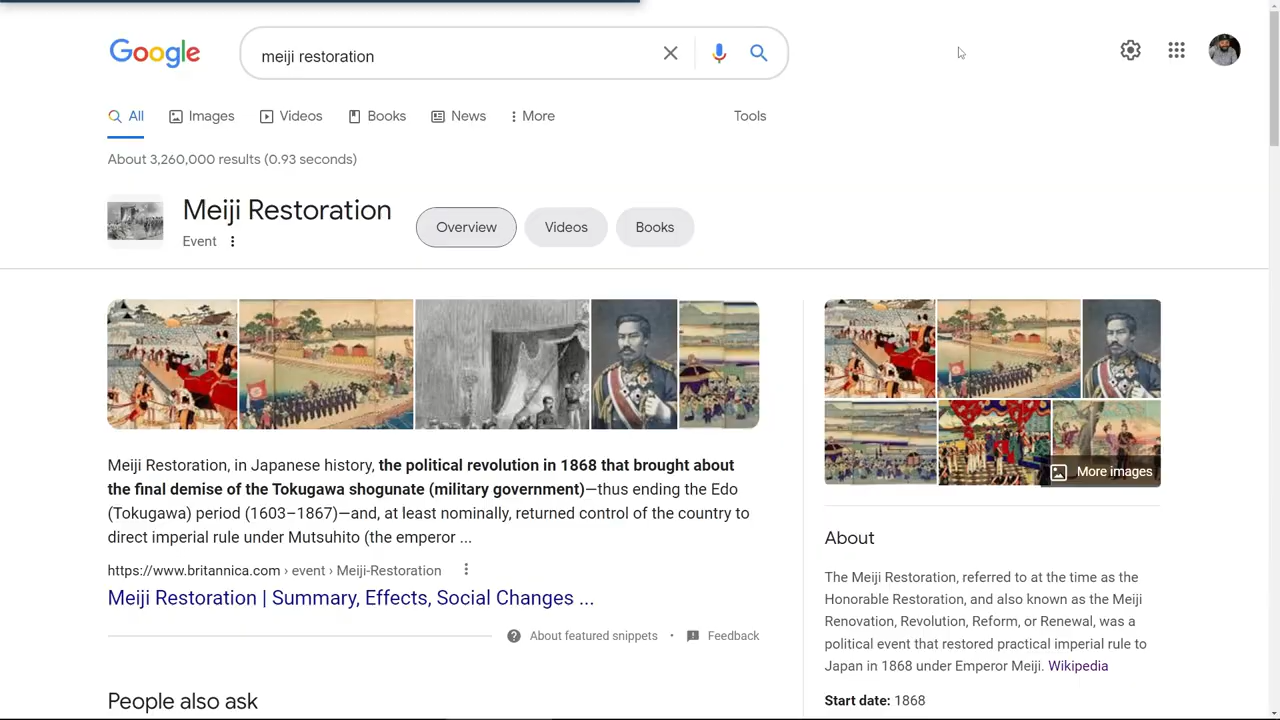 Google
meiji restoration
All Images Videos Books News More Tools
About 3,260,000 results (0.93 seconds)
Meiji Restoration
Event
Overview Videos Books
Meiji Restoration, in Japanese history, the political revolution in 1868 that brought about
the final demise of the Tokugawa shogunate (military government)—thus ending the Edo
(Tokugawa) period (1603–1867)—and, at least nominally, returned control of the country to
direct imperial rule under Mutsuhito (the emperor ...
https://www.britannica.com › event › Meiji-Restoration
Meiji Restoration | Summary, Effects, Social Changes ...
About featured snippets • Feedback
People also ask
More images
About
The Meiji Restoration, referred to at the time as the
Honorable Restoration, and also known as the Meiji
Renovation, Revolution, Reform, or Renewal, was a
political event that restored practical imperial rule to
Japan in 1868 under Emperor Meiji. Wikipedia
Start date: 1868